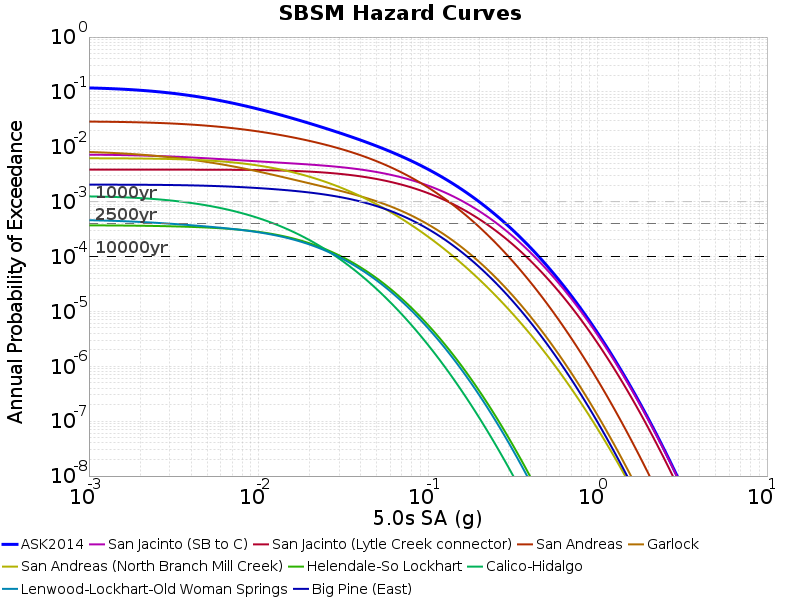 SBSM Hazard Curves
Annual Probability of Exceedance
10^0
10^-1
10^-2
10^-3
10^-4
10^-5
10^-6
10^-7
10^-8
1000yr
2500yr
10000yr
10^-3 10^-2 10^-1 10^0 10^1
5.0s SA (g)
ASK2014 San Jacinto (SB to C) San Jacinto (Lytle Creek connector) San Andreas Garlock
San Andreas (North Branch Mill Creek) Helendale-So Lockhart Calico-Hidalgo
Lenwood-Lockhart-Old Woman Springs Big Pine (East)